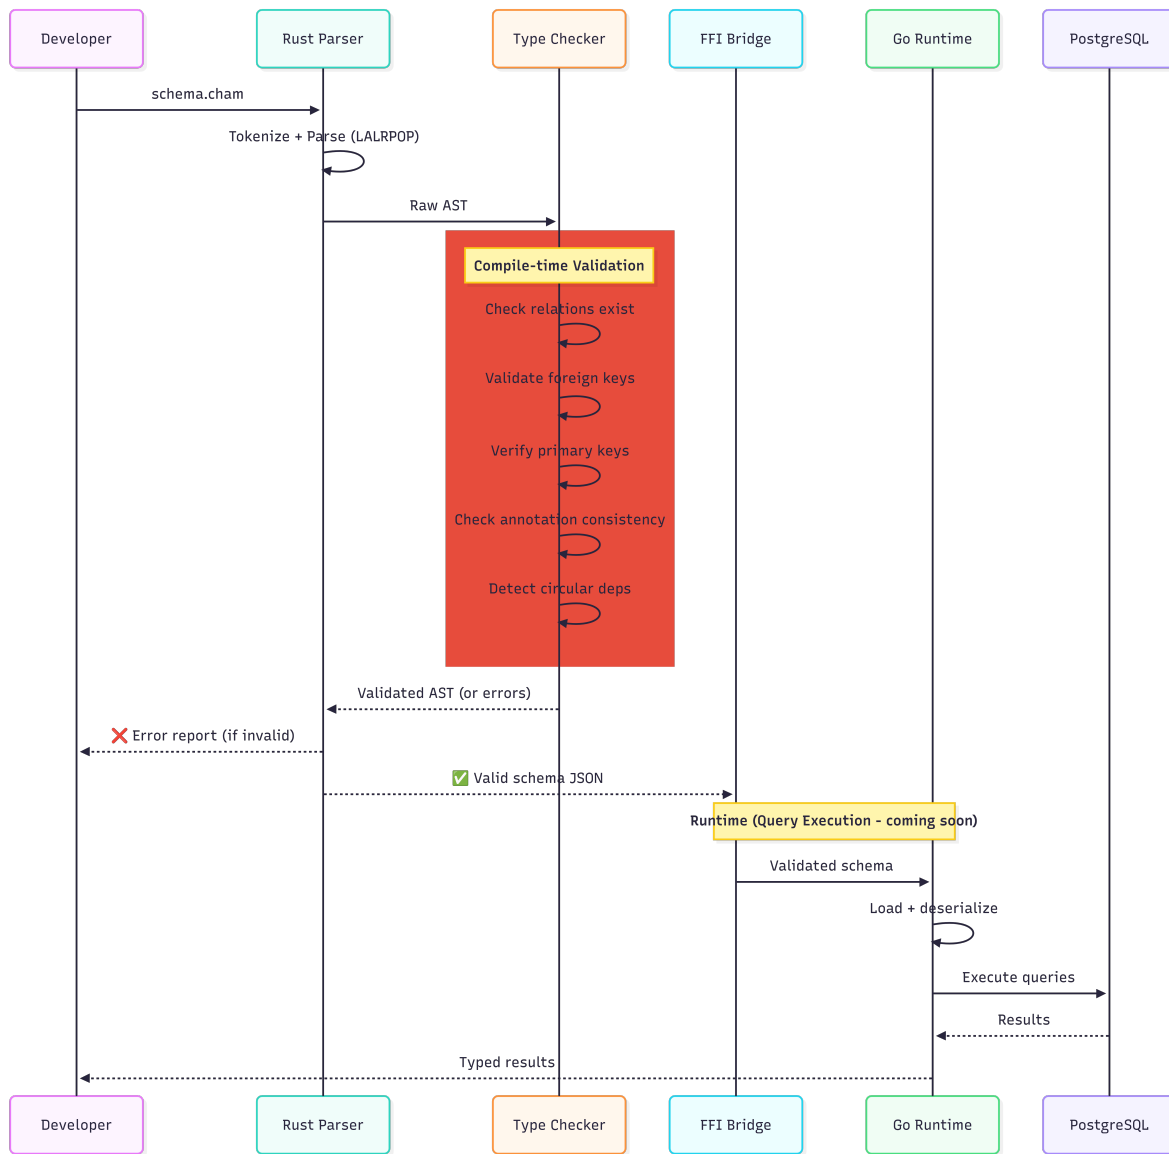 Developer
Rust Parser
Type Checker
FFI Bridge
Go Runtime
PostgreSQL
schema.cham
Tokenize + Parse (LALRPOP)
Raw AST
Compile-time Validation
Check relations exist
Validate foreign keys
Verify primary keys
Check annotation consistency
Detect circular deps
Validated AST (or errors)
❌ Error report (if invalid)
✅ Valid schema JSON
Runtime (Query Execution - coming soon)
Validated schema
Load + deserialize
Execute queries
Results
Typed results
Developer
Rust Parser
Type Checker
FFI Bridge
Go Runtime
PostgreSQL